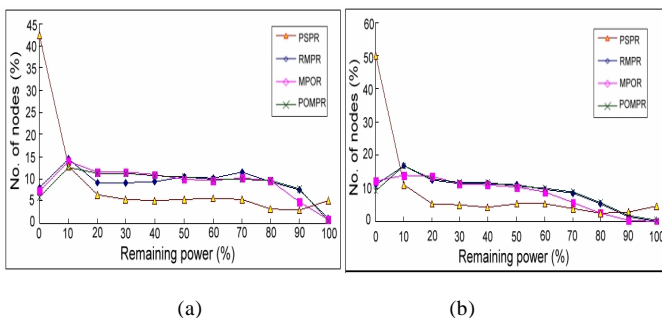 No. of nodes (%)
45
40
35
30
25
20
15
10
5
0
0 10 20 30 40 50 60 70 80 90 100
Remaining power (%)
PSPR
RMPR
MPOR
POMPR
(a)
No. of nodes (%)
60
50
40
30
20
10
0
0 10 20 30 40 50 60 70 80 90 100
Remaining power (%)
PSPR
RMPR
MPOR
POMPR
(b)